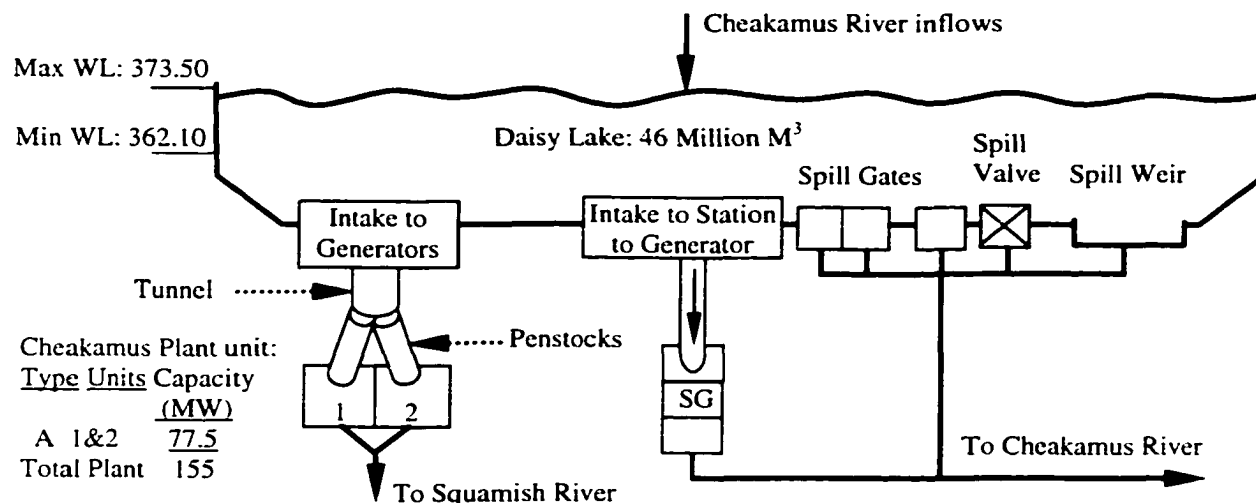 Cheakamus River inflows
Max WL: 373.50
Min WL: 362.10
Daisy Lake: 46 Million M³
Spill Gates
Spill
Valve
Spill Weir
Intake to
Generators
Intake to Station
to Generator
Tunnel
Penstocks
Cheakamus Plant unit:
Type Units Capacity
(MW)
A 1&2 77.5
Total Plant 155
1 2
SG
To Squamish River
To Cheakamus River